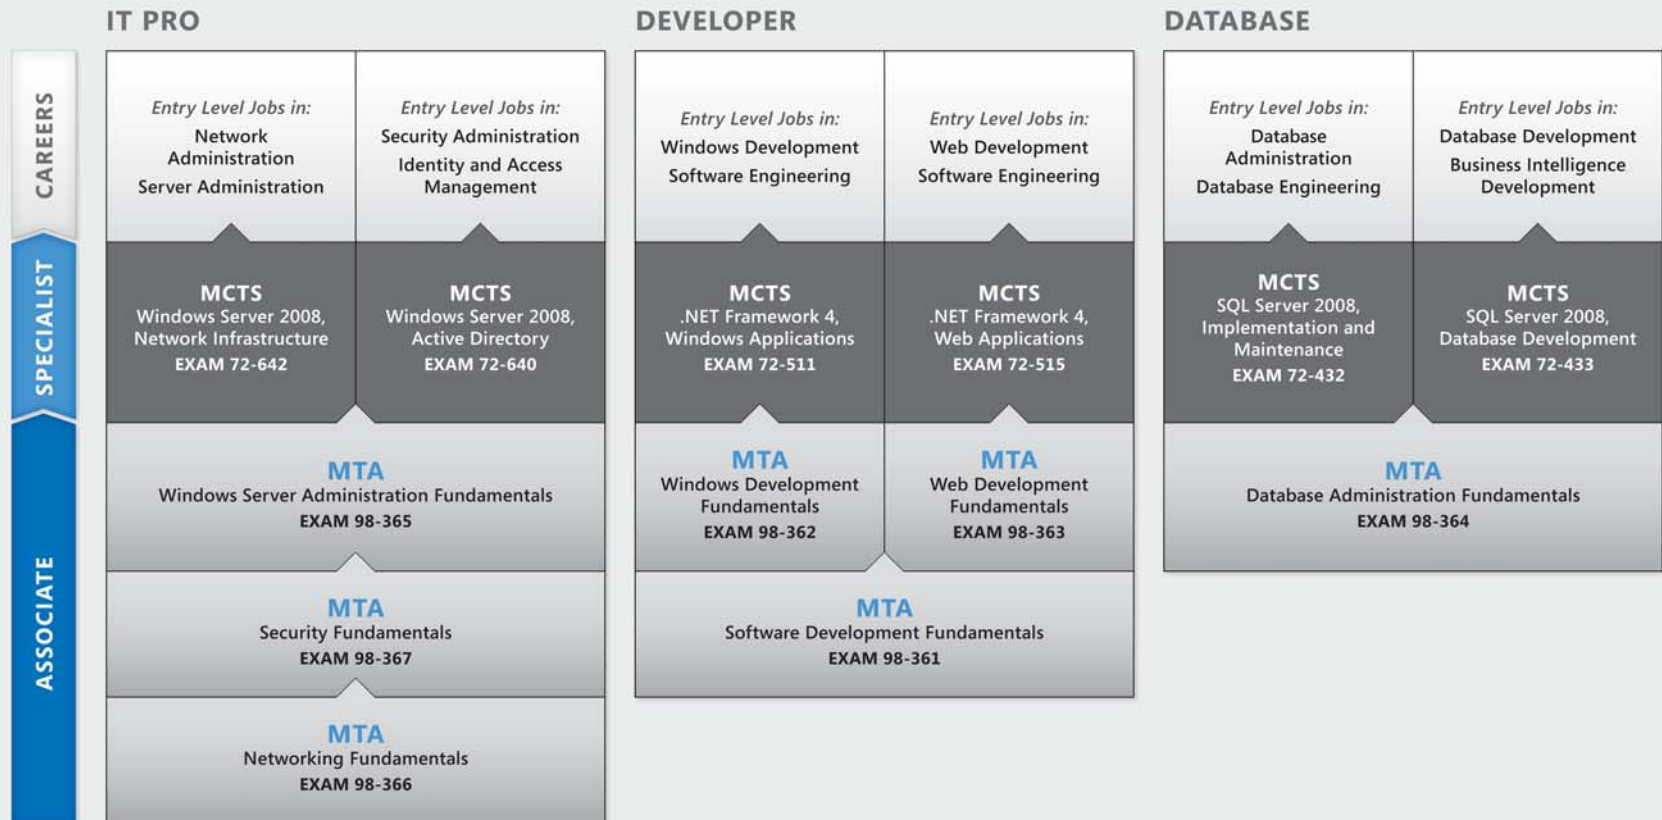 IT PRO
DEVELOPER
DATABASE
CAREERS
Entry Level Jobs in:
Network
Administration
Server Administration
Entry Level Jobs in:
Security Administration
Identity and Access
Management
Entry Level Jobs in:
Windows Development
Software Engineering
Entry Level Jobs in:
Web Development
Software Engineering
Entry Level Jobs in:
Database
Administration
Database Engineering
Entry Level Jobs in:
Database Development
Business Intelligence
Development
SPECIALIST
MCTS
Windows Server 2008,
Network Infrastructure
EXAM 72-642
MCTS
Windows Server 2008,
Active Directory
EXAM 72-640
MCTS
.NET Framework 4,
Windows Applications
EXAM 72-511
MCTS
.NET Framework 4,
Web Applications
EXAM 72-515
MCTS
SQL Server 2008,
Implementation and
Maintenance
EXAM 72-432
MCTS
SQL Server 2008,
Database Development
EXAM 72-433
ASSOCIATE
MTA
Windows Server Administration Fundamentals
EXAM 98-365
MTA
Security Fundamentals
EXAM 98-367
MTA
Networking Fundamentals
EXAM 98-366
MTA
Windows Development
Fundamentals
EXAM 98-362
MTA
Web Development
Fundamentals
EXAM 98-363
MTA
Software Development Fundamentals
EXAM 98-361
MTA
Database Administration Fundamentals
EXAM 98-364